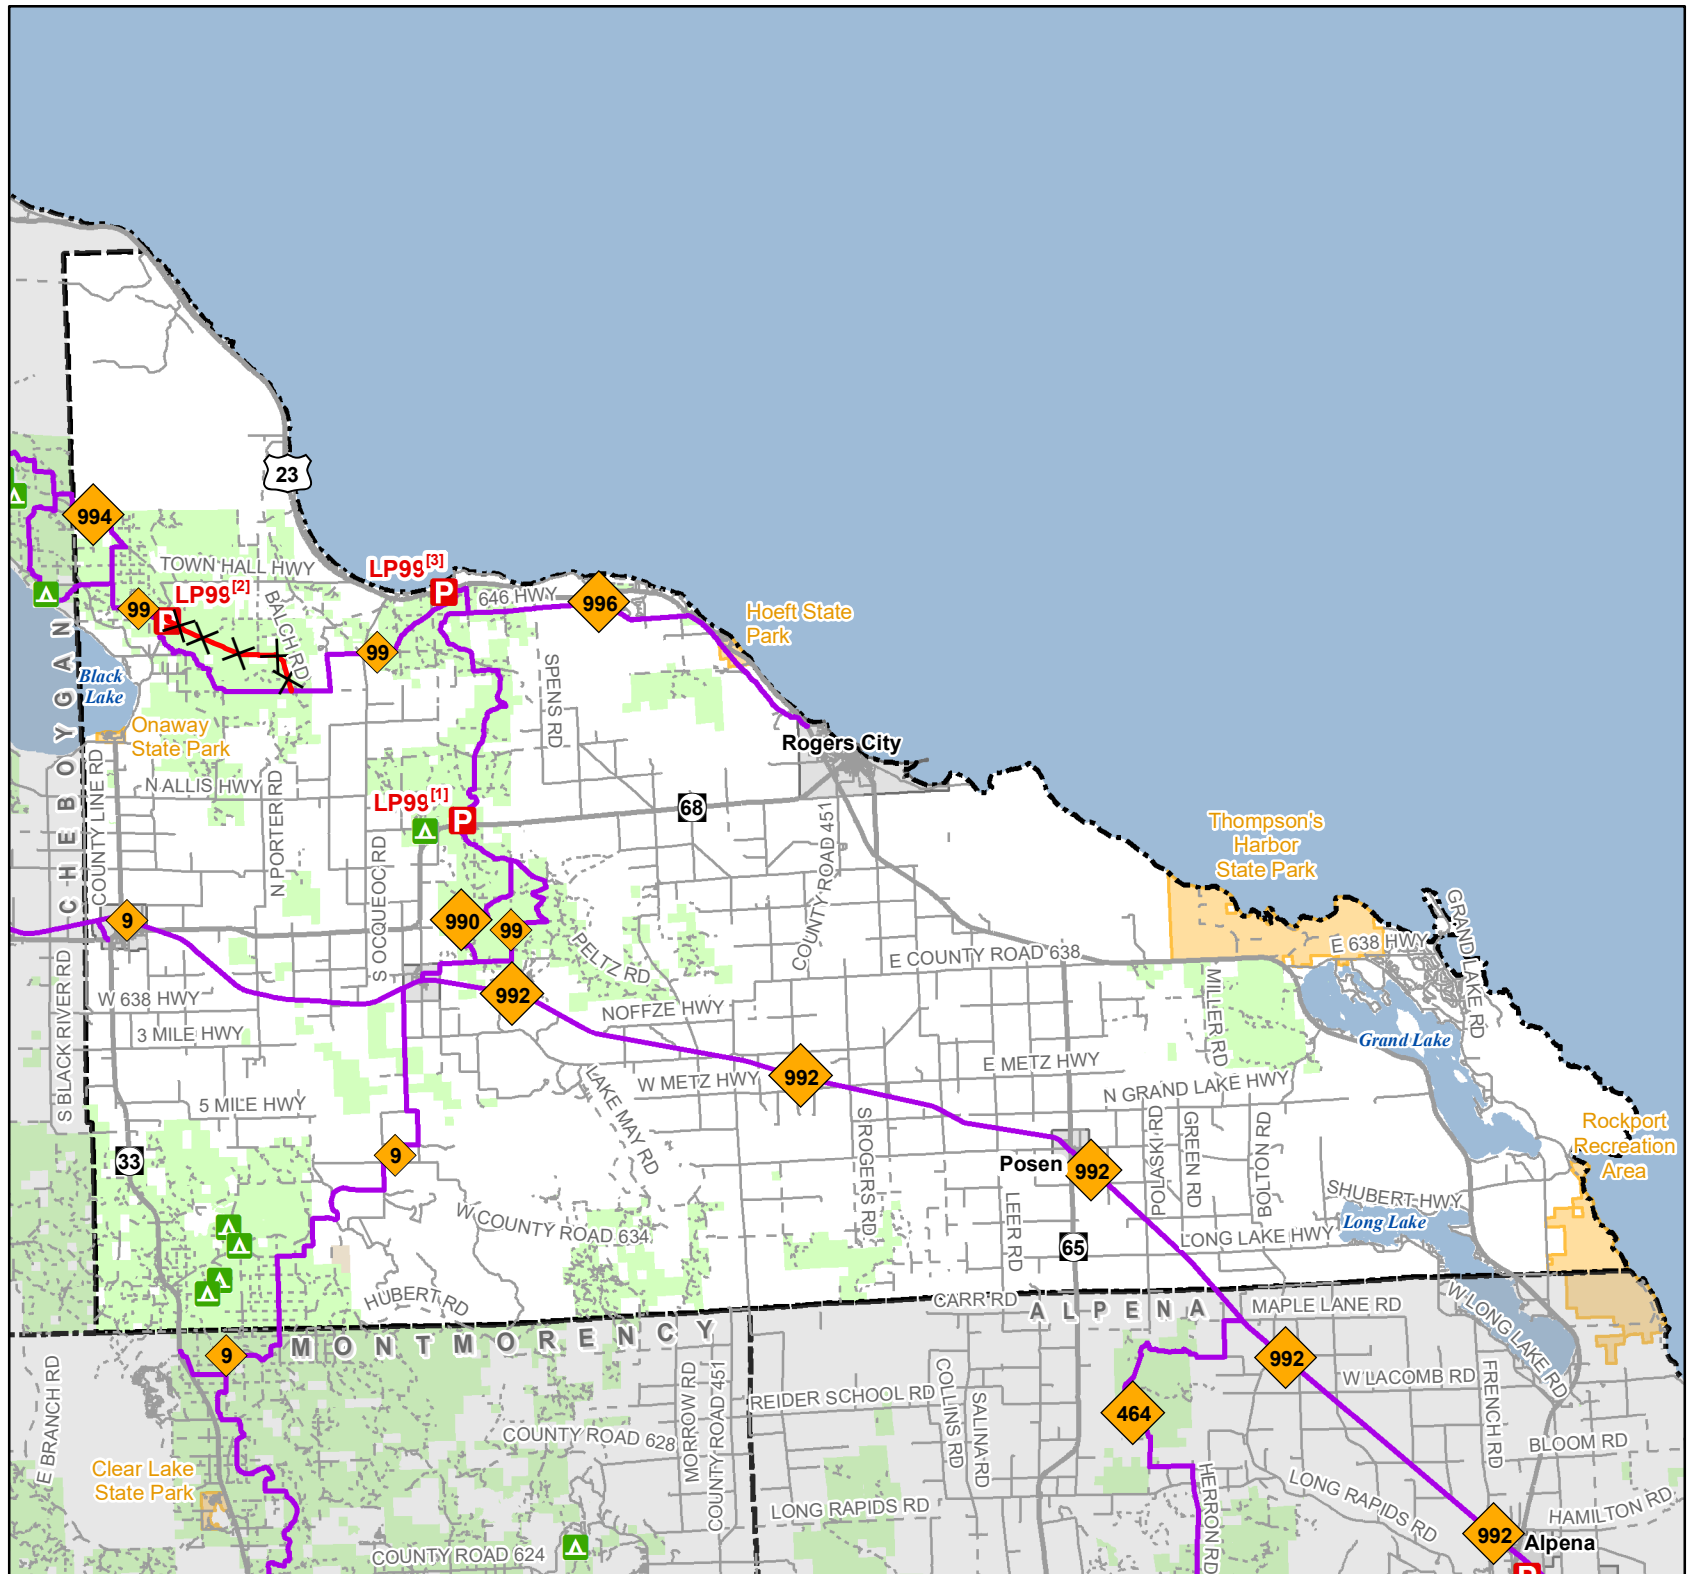 23
994
TOWN HALL HWY
LP99[3]
P
646 HWY
996
Hoeft State
Park
99
LP99[2]
P
BALCH RD
99
SPENS RD
Black
Lake
Onaway
State Park
Rogers City
N ALLIS HWY
N PORTER RD
LP99[1]
P
68
CHEBOYGAN
COUNTY LINE RD
S OCQUEOC RD
COUNTY ROAD 451
Thompson's
Harbor
State Park
9
990
99
PELTZ RD
E COUNTY ROAD 638
E 638 HWY
GRAND LAKE RD
S BLACK RIVER RD
W 638 HWY
992
NOFFZE HWY
MILLER RD
3 MILE HWY
Grand Lake
E METZ HWY
W METZ HWY
992
N GRAND LAKE HWY
LAKE MAY RD
5 MILE HWY
S ROGERS RD
POLASKI RD
GREEN RD
BOLTON RD
Rockport
Recreation
Area
33
9
Posen
992
LEER RD
SHUBERT HWY
W COUNTY ROAD 634
Long Lake
LONG LAKE HWY
65
HUBERT RD
CARR RD
ALPENA
MAPLE LANE RD
W LONG LAKE RD
MONTMORENCY
9
992
E BRANCH RD
MORROW RD
COUNTY ROAD 451
REIDER SCHOOL RD
COLLINS RD
SALINA RD
464
W LACOMB RD
FRENCH RD
COUNTY ROAD 628
BLOOM RD
Clear Lake
State Park
HERRON RD
LONG RAPIDS RD
LONG RAPIDS RD
HAMILTON RD
992
Alpena
COUNTY ROAD 624
P